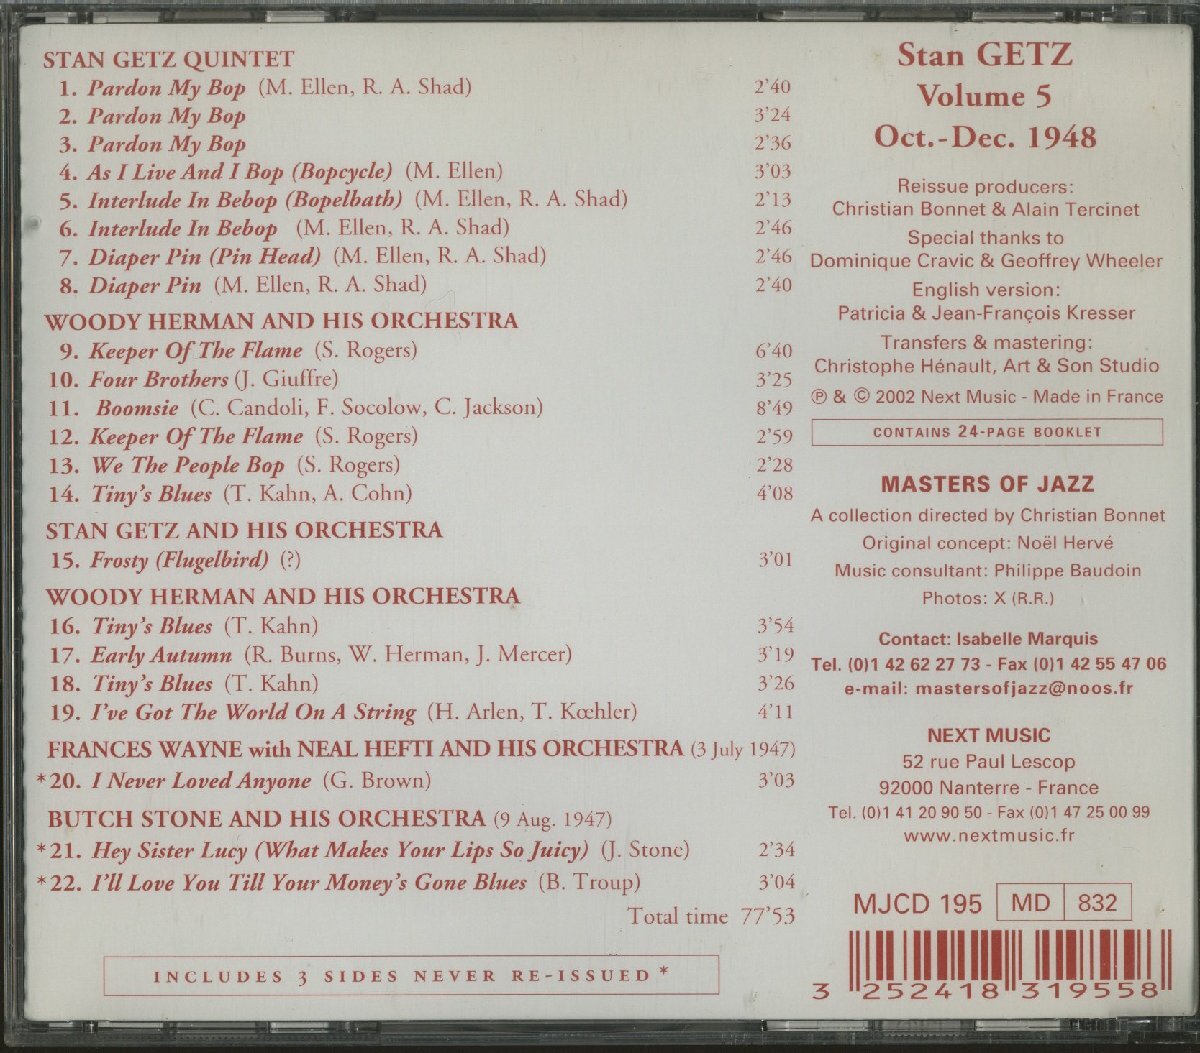 STAN GETZ QUINTET
1. Pardon My Bop (M. Ellen, R. A. Shad) 2'40
2. Pardon My Bop 3'24
3. Pardon My Bop 2'36
4. As I Live And I Bop (Bopcycle) (M. Ellen) 3'03
5. Interlude In Bebop (Bopelbath) (M. Ellen, R. A. Shad) 2'13
6. Interlude In Bebop (M. Ellen, R. A. Shad) 2'46
7. Diaper Pin (Pin Head) (M. Ellen, R. A. Shad) 2'46
8. Diaper Pin (M. Ellen, R. A. Shad) 2'40
WOODY HERMAN AND HIS ORCHESTRA
9. Keeper Of The Flame (S. Rogers) 6'40
10. Four Brothers (J. Giuffre) 3'25
11. Boomsie (C. Candoli, F. Socolow, C. Jackson) 8'49
12. Keeper Of The Flame (S. Rogers) 2'59
13. We The People Bop (S. Rogers) 2'28
14. Tiny's Blues (T. Kahn, A. Cohn) 4'08
STAN GETZ AND HIS ORCHESTRA
15. Frosty (Flugelbird) (?) 3'01
WOODY HERMAN AND HIS ORCHESTRA
16. Tiny's Blues (T. Kahn) 3'54
17. Early Autumn (R. Burns, W. Herman, J. Mercer) 3'19
18. Tiny's Blues (T. Kahn) 3'26
19. I've Got The World On A String (H. Arlen, T. Kœhler) 4'11
FRANCES WAYNE with NEAL HEFTI AND HIS ORCHESTRA (3 July 1947)
*20. I Never Loved Anyone (G. Brown) 3'03
BUTCH STONE AND HIS ORCHESTRA (9 Aug. 1947)
*21. Hey Sister Lucy (What Makes Your Lips So Juicy) (J. Stone) 2'34
*22. I'll Love You Till Your Money's Gone Blues (B. Troup) 3'04
Total time 77'53
INCLUDES 3 SIDES NEVER RE-ISSUED *
Stan GETZ
Volume 5
Oct.-Dec. 1948
Reissue producers:
Christian Bonnet & Alain Tercinet
Special thanks to
Dominique Cravic & Geoffrey Wheeler
English version:
Patricia & Jean-François Kresser
Transfers & mastering:
Christophe Hénault, Art & Son Studio
℗ & © 2002 Next Music - Made in France
CONTAINS 24-PAGE BOOKLET
MASTERS OF JAZZ
A collection directed by Christian Bonnet
Original concept: Noël Hervé
Music consultant: Philippe Baudoin
Photos: X (R.R.)
Contact: Isabelle Marquis
Tel. (0)1 42 62 27 73 - Fax (0)1 42 55 47 06
e-mail: mastersofjazz@noos.fr
NEXT MUSIC
52 rue Paul Lescop
92000 Nanterre - France
Tel. (0)1 41 20 90 50 - Fax (0)1 47 25 00 99
www.nextmusic.fr
MJCD 195 MD 832
3 252418 319558